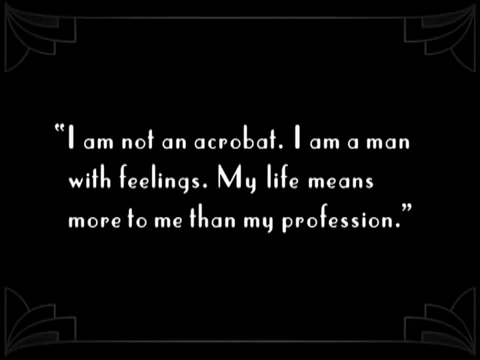 “I am not an acrobat. I am a man
with feelings. My life means
more to me than my profession.”